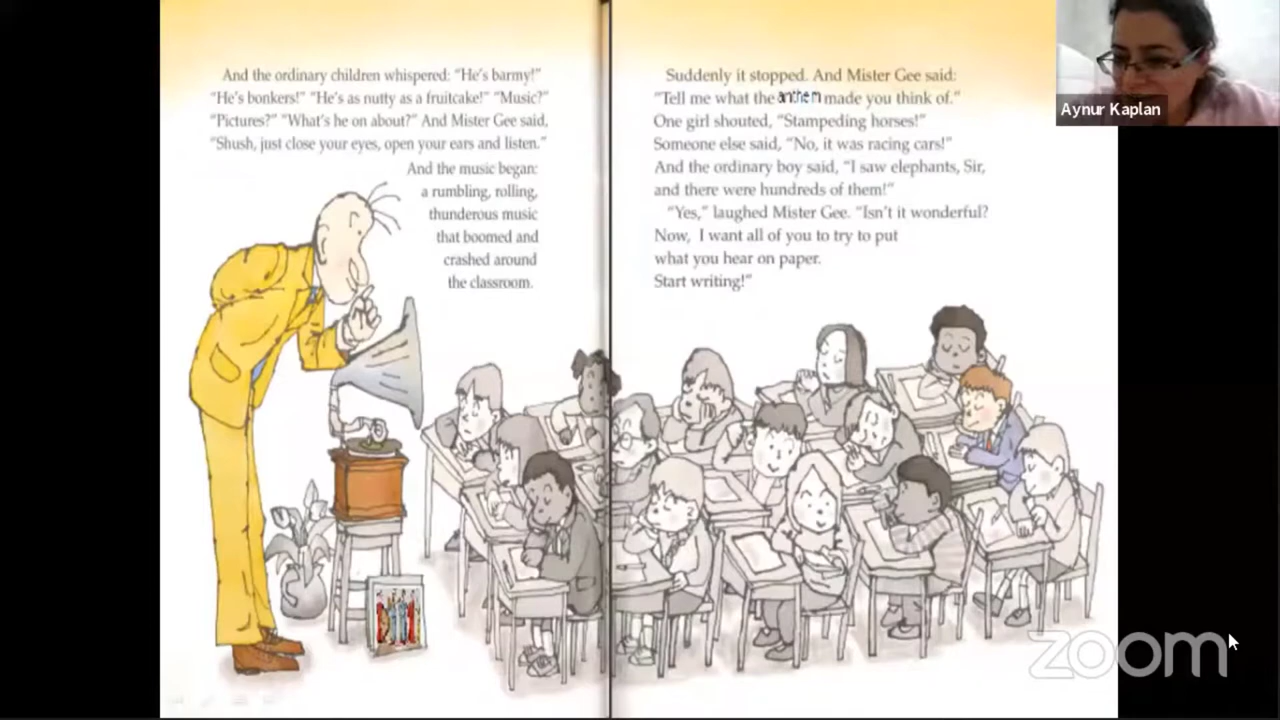 And the ordinary children whispered: “He’s barmy!”
“He’s bonkers!” “He’s as nutty as a fruitcake!” “Music?”
“Pictures?” “What’s he on about?” And Mister Gee said,
“Shush, just close your eyes, open your ears and listen.”
And the music began:
a rumbling, rolling,
thunderous music
that boomed and
crashed around
the classroom.
Suddenly it stopped. And Mister Gee said:
“Tell me what the anthem made you think of.”
One girl shouted, “Stampeding horses!”
Someone else said, “No, it was racing cars!”
And the ordinary boy said, “I saw elephants, Sir,
and there were hundreds of them!”
“Yes,” laughed Mister Gee. “Isn’t it wonderful?
Now, I want all of you to try to put
what you hear on paper.
Start writing!”
Aynur Kaplan
zoom